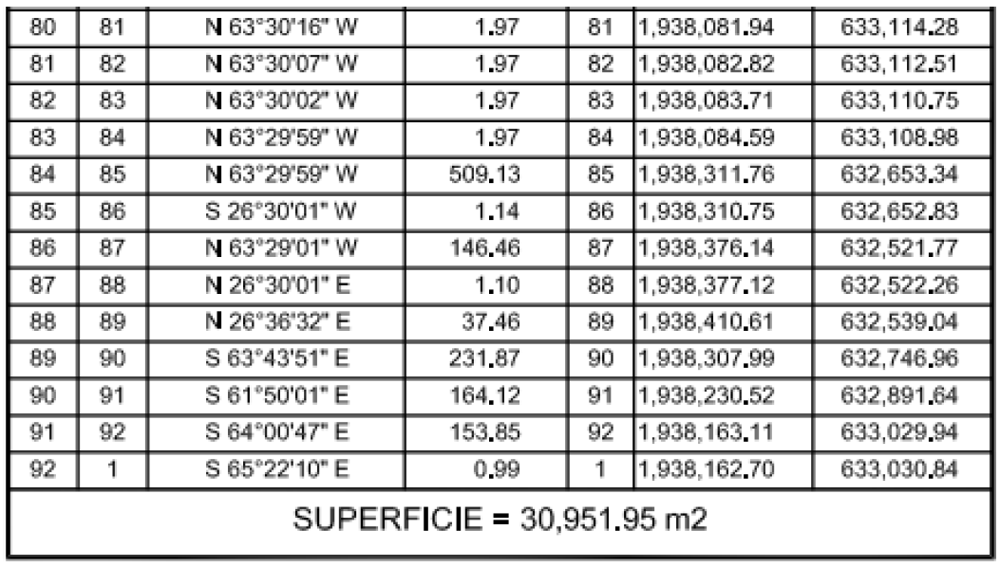 80 81 N 63°30'16" W 1.97 81 1,938,081.94 633,114.28
81 82 N 63°30'07" W 1.97 82 1,938,082.82 633,112.51
82 83 N 63°30'02" W 1.97 83 1,938,083.71 633,110.75
83 84 N 63°29'59" W 1.97 84 1,938,084.59 633,108.98
84 85 N 63°29'59" W 509.13 85 1,938,311.76 632,653.34
85 86 S 26°30'01" W 1.14 86 1,938,310.75 632,652.83
86 87 N 63°29'01" W 146.46 87 1,938,376.14 632,521.77
87 88 N 26°30'01" E 1.10 88 1,938,377.12 632,522.26
88 89 N 26°36'32" E 37.46 89 1,938,410.61 632,539.04
89 90 S 63°43'51" E 231.87 90 1,938,307.99 632,746.96
90 91 S 61°50'01" E 164.12 91 1,938,230.52 632,891.64
91 92 S 64°00'47" E 153.85 92 1,938,163.11 633,029.94
92 1 S 65°22'10" E 0.99 1 1,938,162.70 633,030.84
SUPERFICIE = 30,951.95 m2